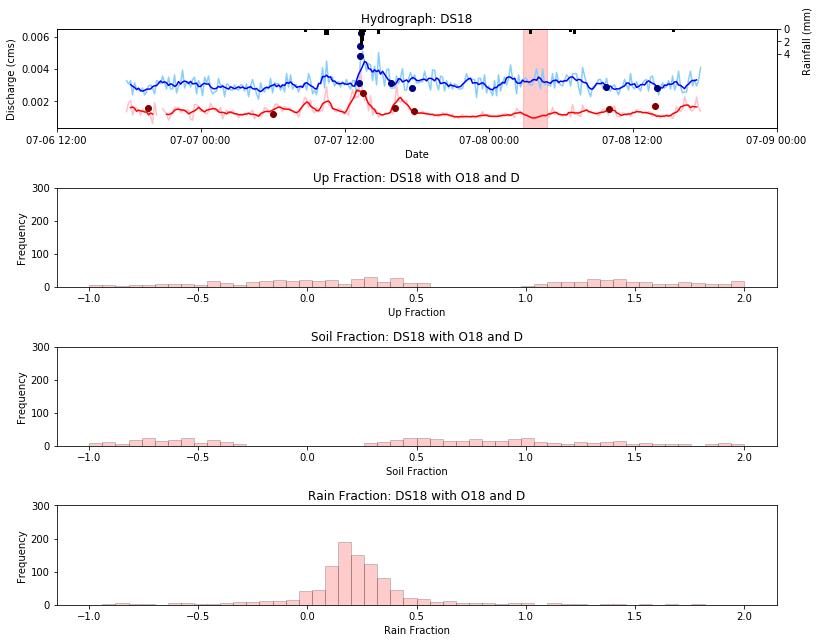 Hydrograph: DS18
0.006
0.004
0.002
Discharge (cms)
0
2
4
Rainfall (mm)
07-06 12:00 07-07 00:00 07-07 12:00 07-08 00:00 07-08 12:00 07-09 00:00
Date
Up Fraction: DS18 with O18 and D
300
200
100
0
Frequency
−1.0 −0.5 0.0 0.5 1.0 1.5 2.0
Up Fraction
Soil Fraction: DS18 with O18 and D
300
200
100
0
Frequency
−1.0 −0.5 0.0 0.5 1.0 1.5 2.0
Soil Fraction
Rain Fraction: DS18 with O18 and D
300
200
100
0
Frequency
−1.0 −0.5 0.0 0.5 1.0 1.5 2.0
Rain Fraction